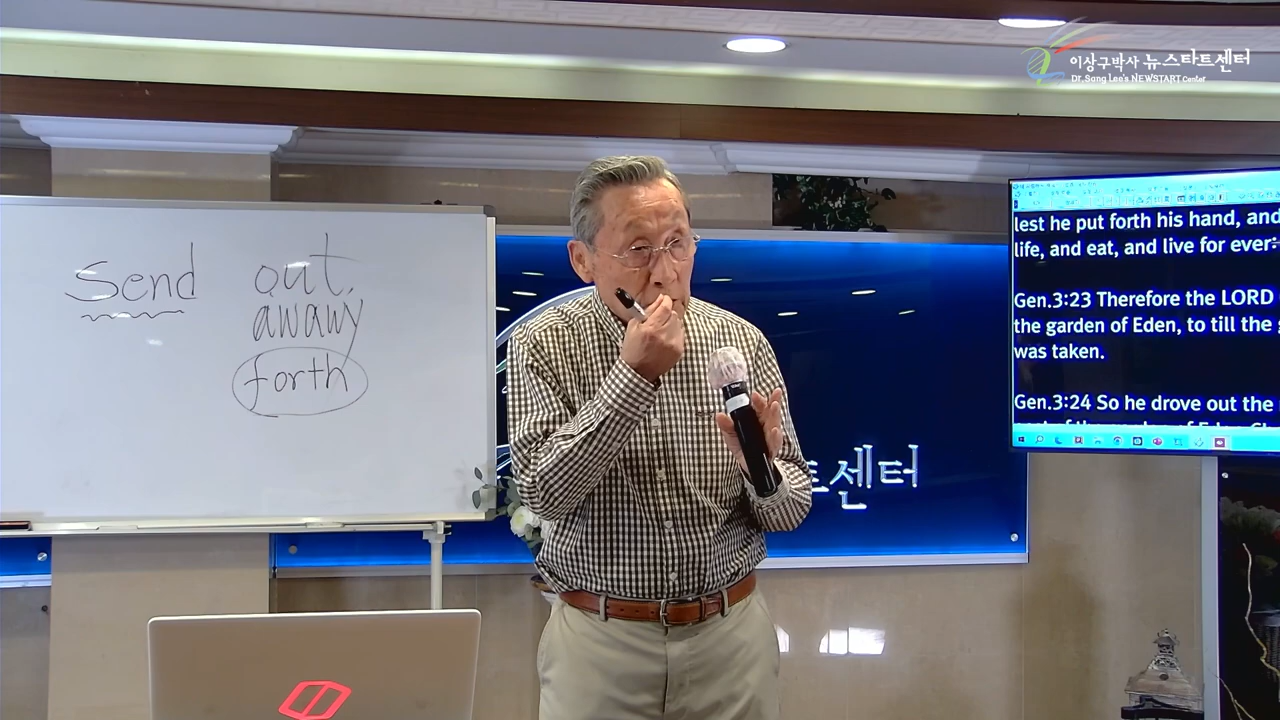 이상구박사 뉴스타트센터
Dr. Sang Lee's NEWSTART Center
send out,
awawy
forth
lest he put forth his hand, and
life, and eat, and live for ever:
Gen.3:23 Therefore the LORD
the garden of Eden, to till the
was taken.
Gen.3:24 So he drove out the
트센터